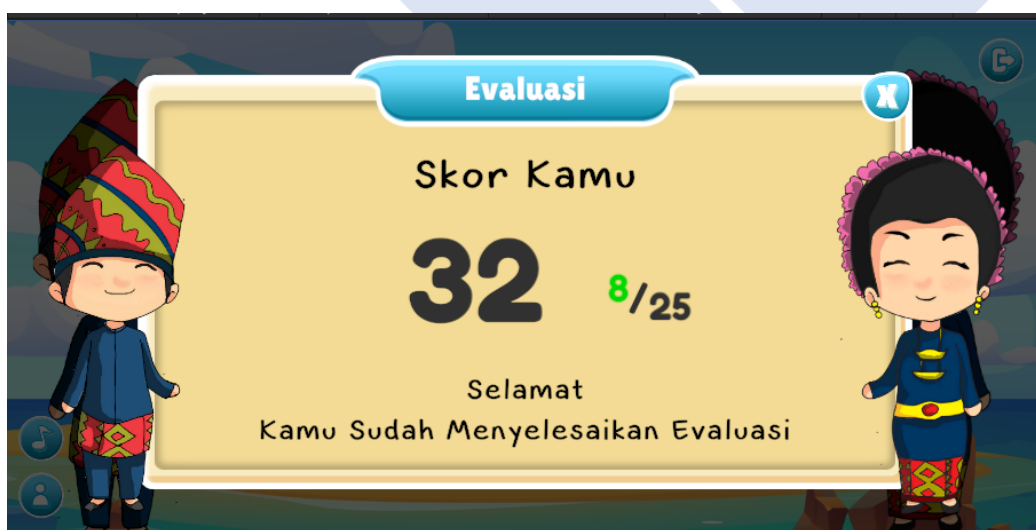 Evaluasi
X
Skor Kamu
32 8/25
Selamat
Kamu Sudah Menyelesaikan Evaluasi